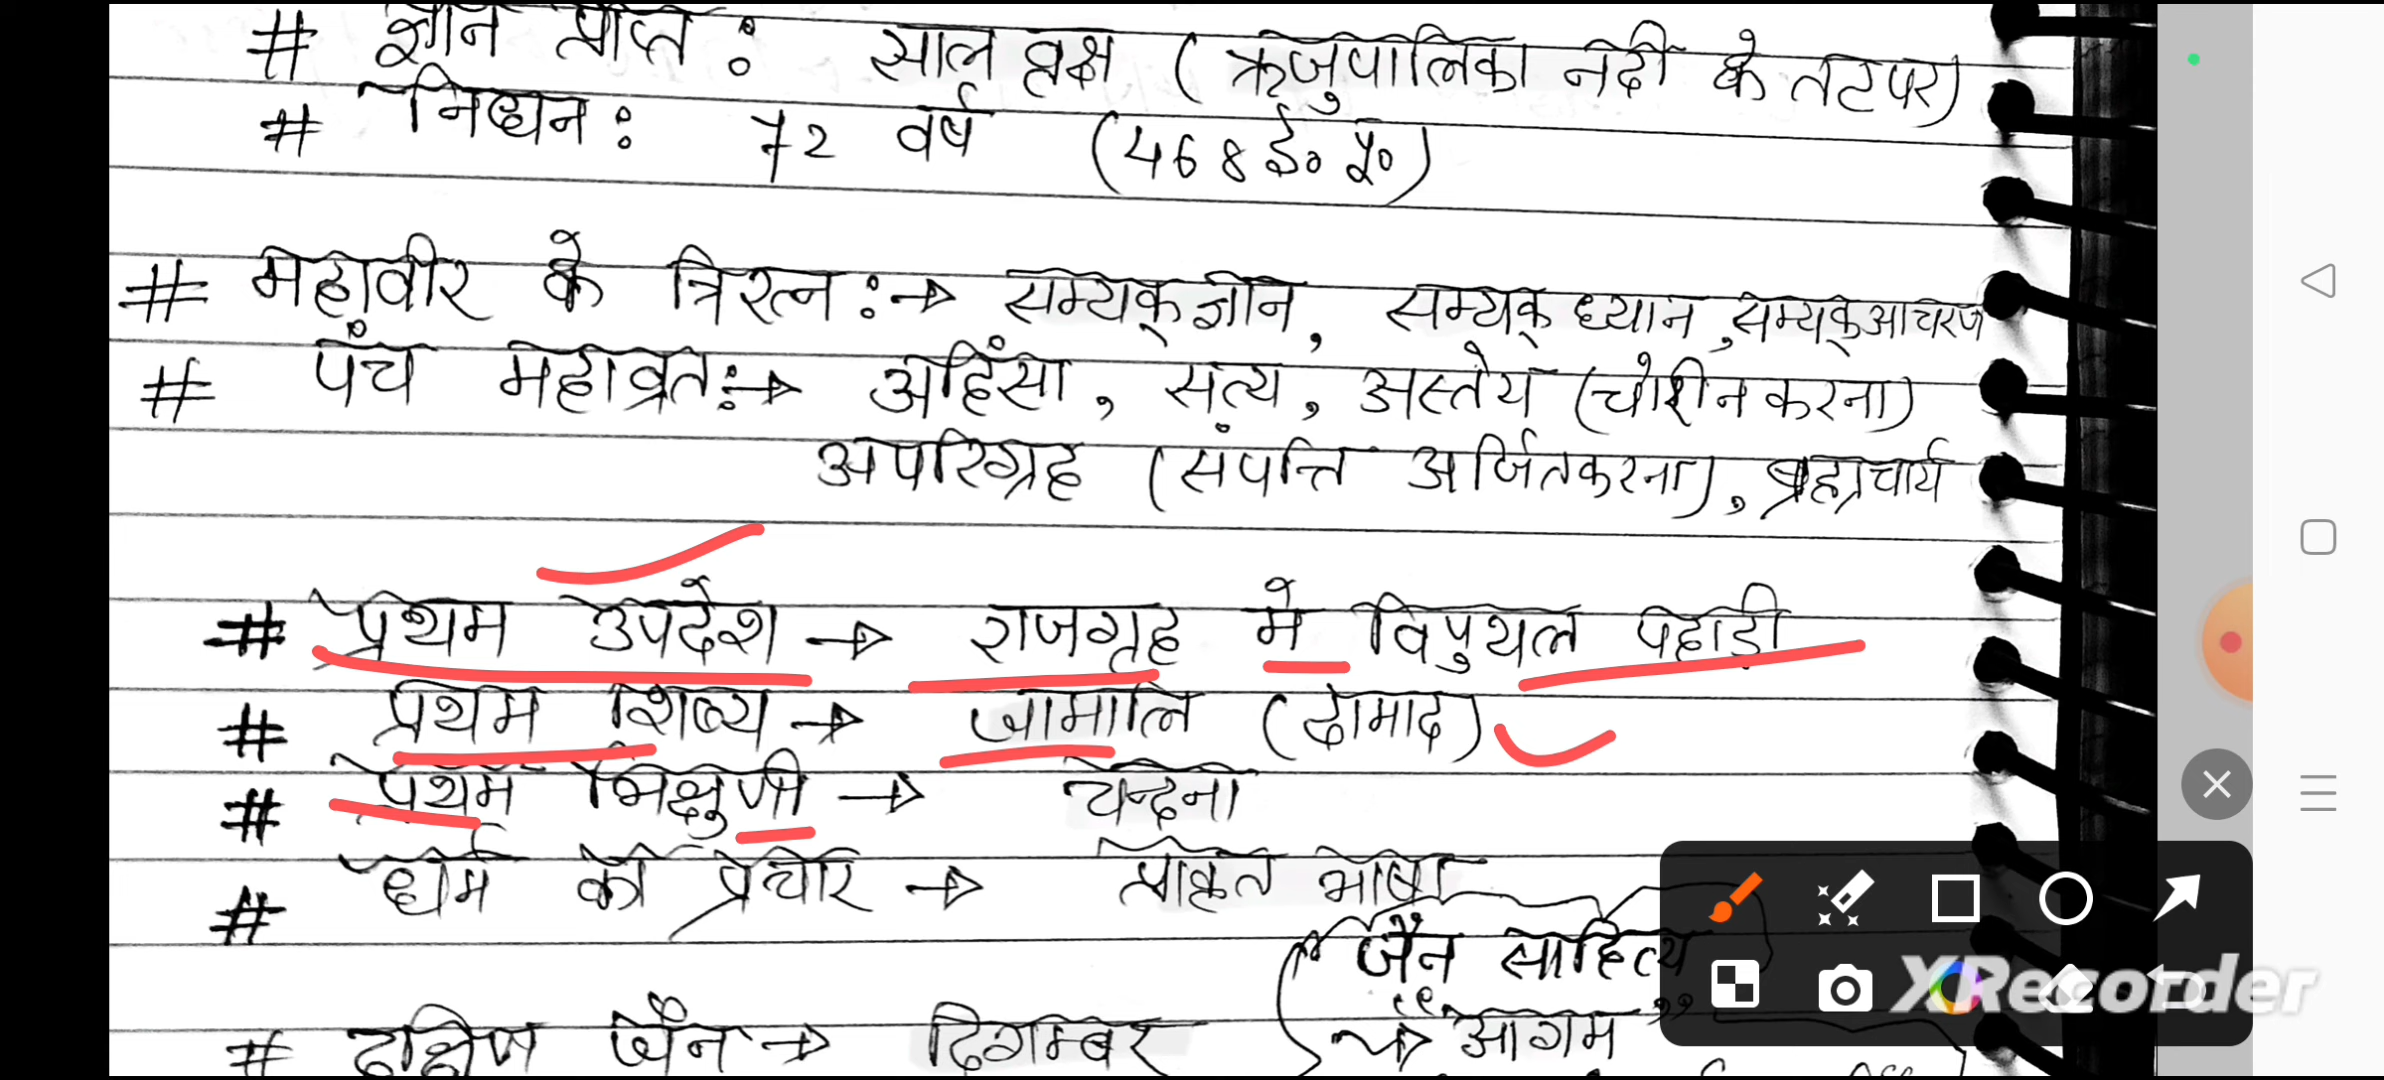 # ज्ञान प्राप्त : साल वृक्ष ( ऋजुपालिका नदी के तट पर)
# निधन : 72 वर्ष (468 ई० पू०)
# महावीर के त्रिरत्न :→ सम्यक् ज्ञान, सम्यक् ध्यान, सम्यक् आचरण
# पंच महाव्रत :→ अहिंसा, सत्य, अस्तेय (चोरी न करना)
अपरिग्रह (संपत्ति अर्जित करना), ब्रह्मचार्य
# प्रथम उपदेश → राजगृह मे विपुथल पहाड़ी
# प्रथम शिष्य → जामालि (दामाद)
# प्रथम भिक्षुणी → चन्दना
# धर्म का प्रचार → प्राकृत भाषा
जैन साहित्य
# दक्षिण जैन → दिगम्बर
→ "आगम"
XRecorder